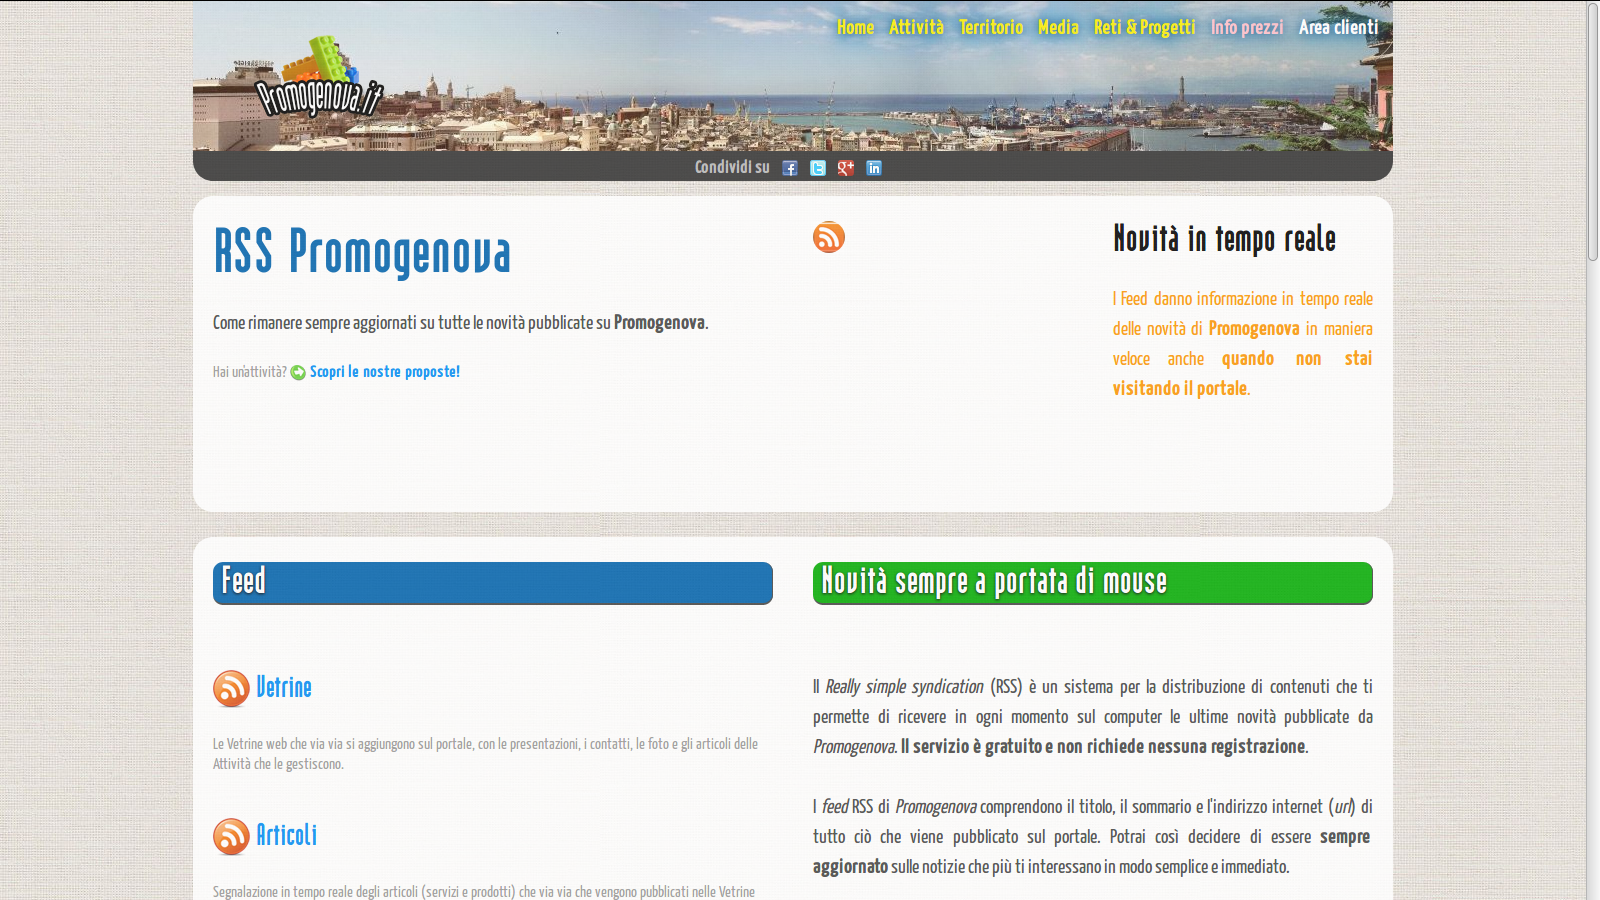 Home Attività Territorio Media Reti & Progetti Info prezzi Area clienti
Promogenova.it
Condividi su
RSS Promogenova
Come rimanere sempre aggiornati su tutte le novità pubblicate su Promogenova.
Hai un'attività? Scopri le nostre proposte!
Novità in tempo reale
I Feed danno informazione in tempo reale
delle novità di Promogenova in maniera
veloce anche quando non stai
visitando il portale.
Feed
Vetrine
Le Vetrine web che via via si aggiungono sul portale, con le presentazioni, i contatti, le foto e gli articoli delle
Attività che le gestiscono.
Articoli
Segnalazione in tempo reale degli articoli (servizi e prodotti) che via via che vengono pubblicati nelle Vetrine
Novità sempre a portata di mouse
Il Really simple syndication (RSS) è un sistema per la distribuzione di contenuti che ti
permette di ricevere in ogni momento sul computer le ultime novità pubblicate da
Promogenova. Il servizio è gratuito e non richiede nessuna registrazione.
I feed RSS di Promogenova comprendono il titolo, il sommario e l'indirizzo internet (url) di
tutto ciò che viene pubblicato sul portale. Potrai così decidere di essere sempre
aggiornato sulle notizie che più ti interessano in modo semplice e immediato.